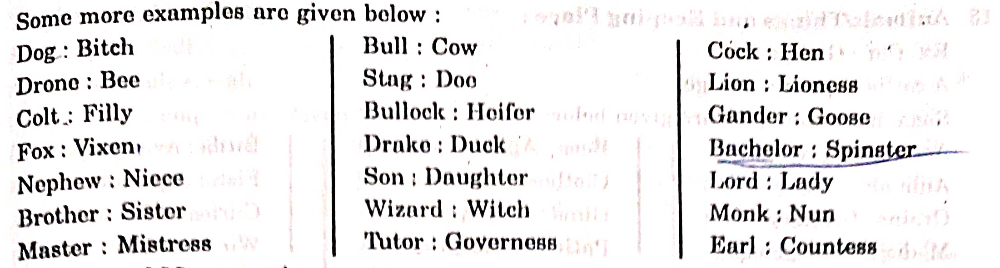 Some more examples are given below :
Dog : Bitch
Drone : Bee
Colt : Filly
Fox : Vixen
Nephew : Niece
Brother : Sister
Master : Mistress
Bull : Cow
Stag : Doe
Bullock : Heifer
Drake : Duck
Son : Daughter
Wizard : Witch
Tutor : Governess
Cock : Hen
Lion : Lioness
Gander : Goose
Bachelor : Spinster
Lord : Lady
Monk : Nun
Earl : Countess